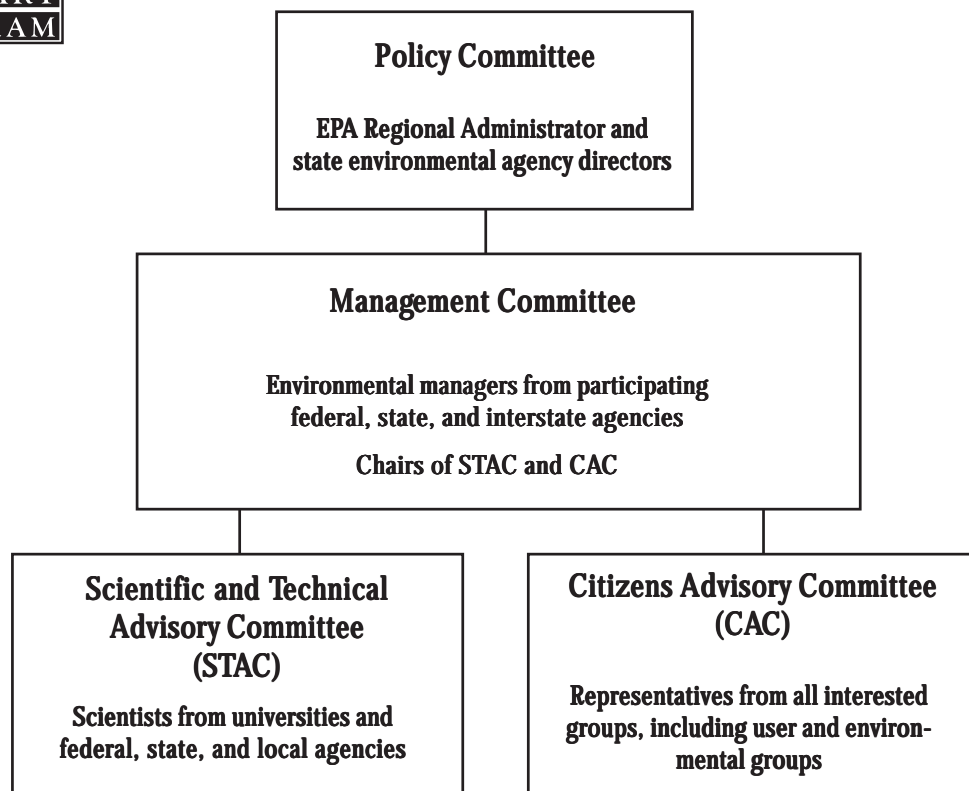 AM
Policy Committee
EPA Regional Administrator and
state environmental agency directors
Management Committee
Environmental managers from participating
federal, state, and interstate agencies
Chairs of STAC and CAC
Scientific and Technical
Advisory Committee
(STAC)
Scientists from universities and
federal, state, and local agencies
Citizens Advisory Committee
(CAC)
Representatives from all interested
groups, including user and environ-
mental groups